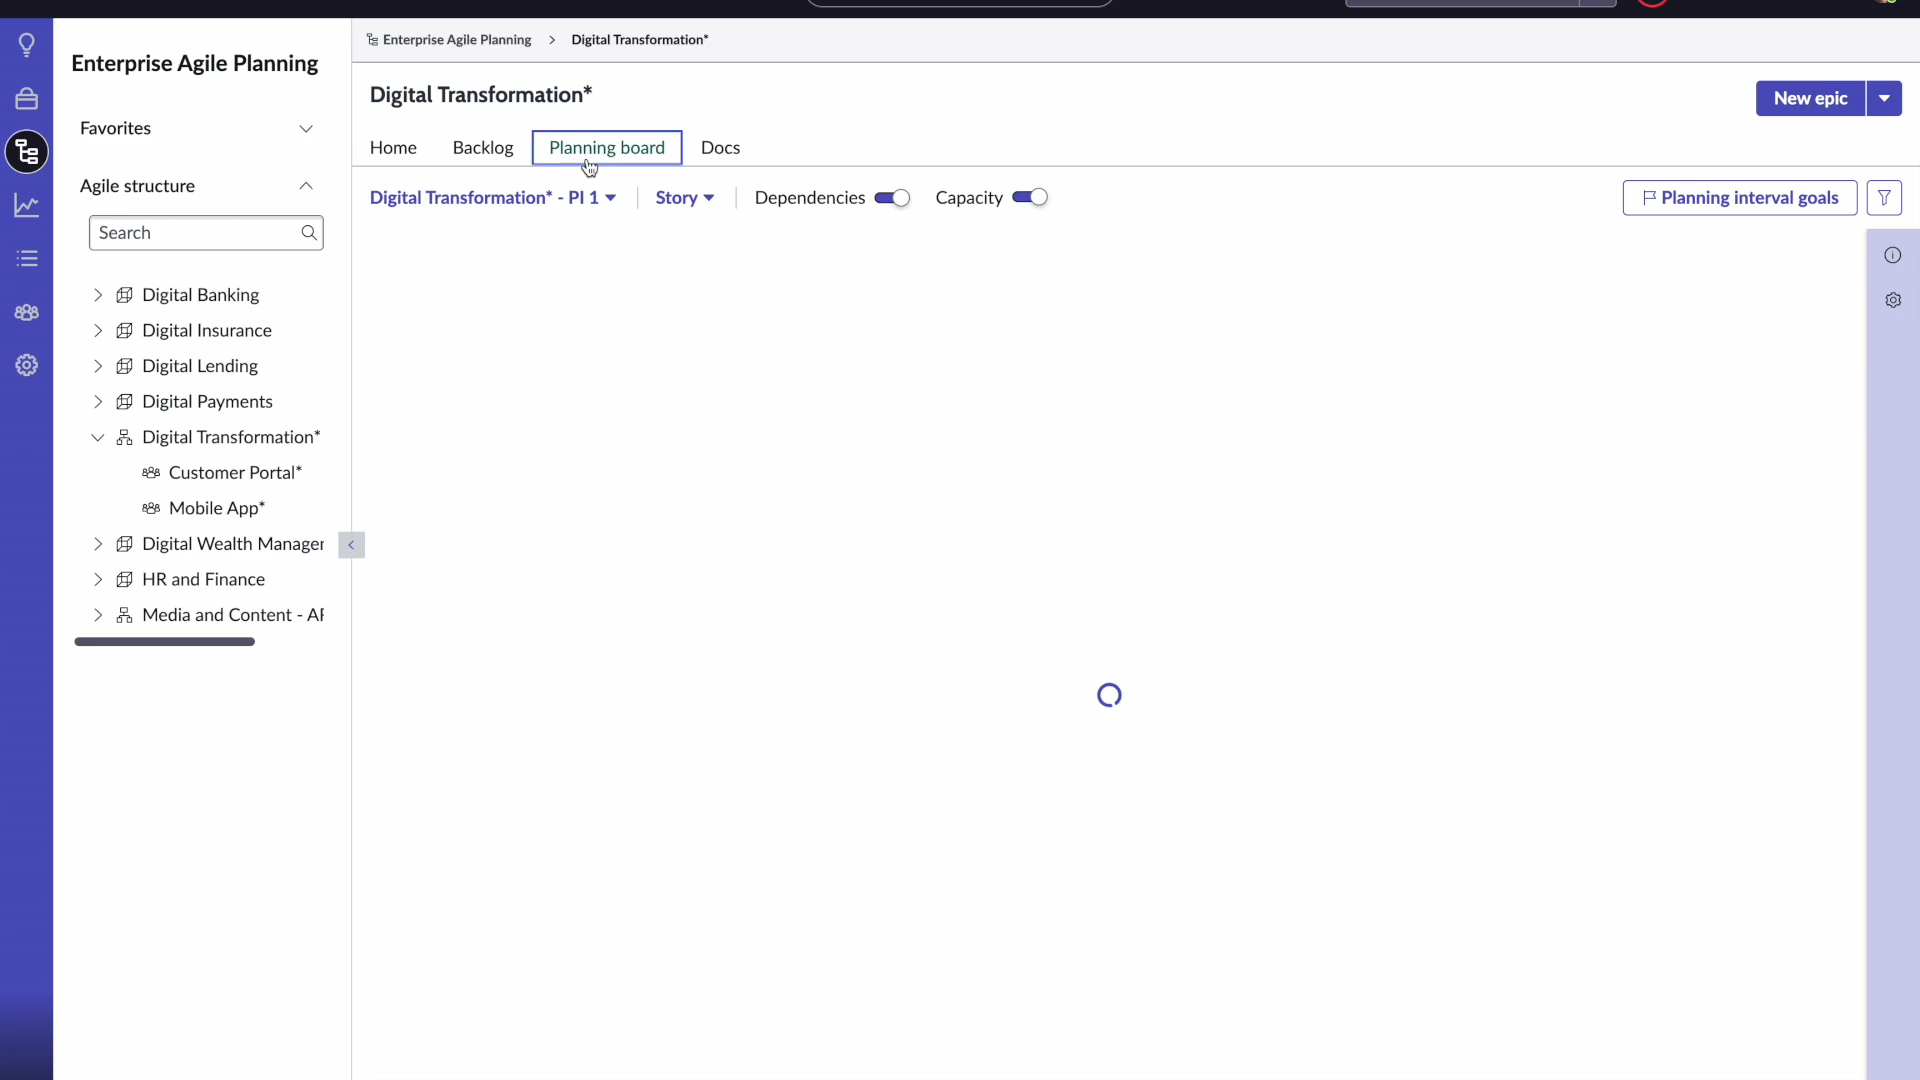 Enterprise Agile Planning > Digital Transformation*
Enterprise Agile Planning
Favorites
Agile structure
Search
Digital Banking
Digital Insurance
Digital Lending
Digital Payments
Digital Transformation*
Customer Portal*
Mobile App*
Digital Wealth Manager
HR and Finance
Media and Content - AR
Digital Transformation*
New epic
Home Backlog Planning board Docs
Digital Transformation* - PI 1 Story Dependencies Capacity Planning interval goals